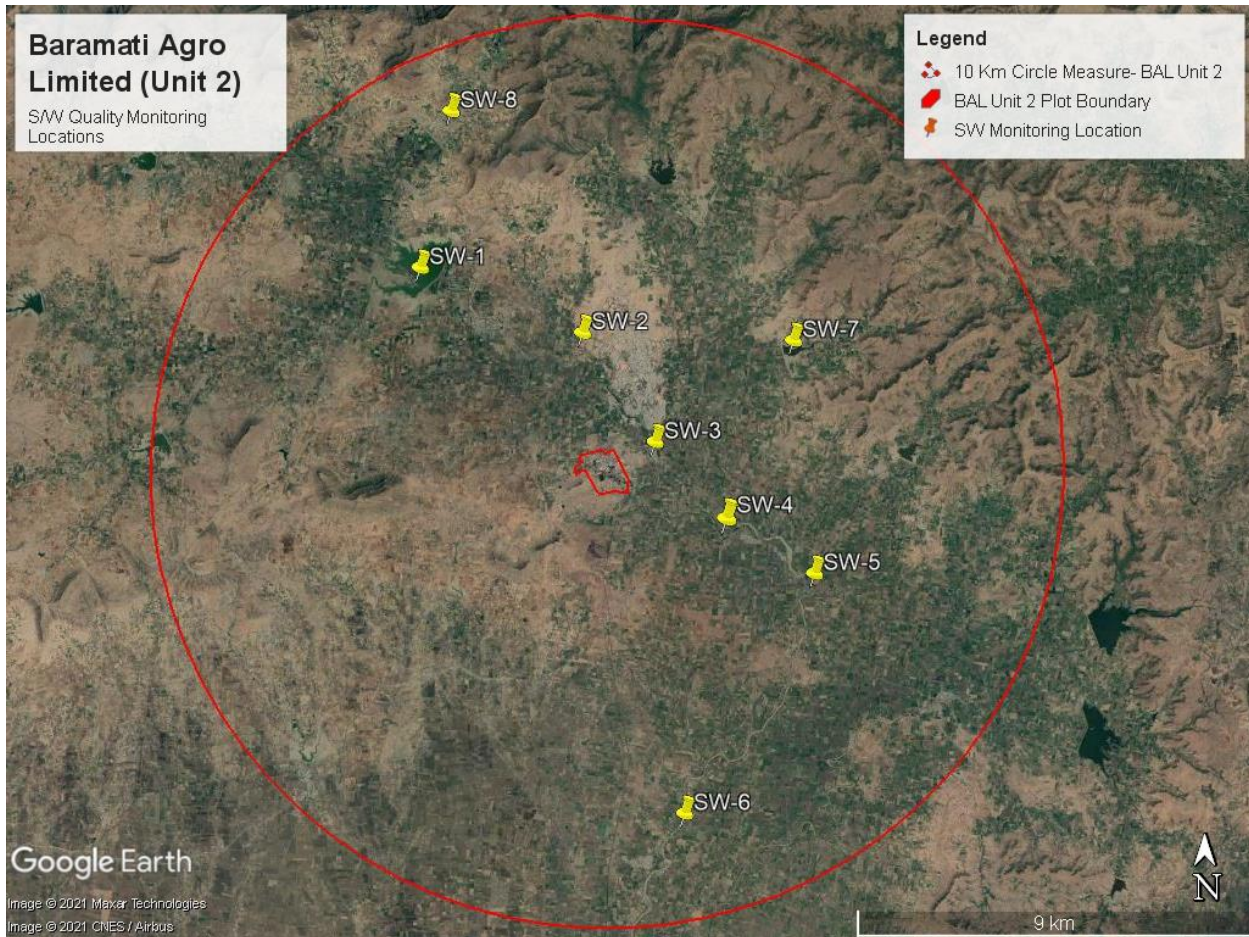 Baramati Agro
Limited (Unit 2)
S/W Quality Monitoring
Locations
Legend
10 Km Circle Measure- BAL Unit 2
BAL Unit 2 Plot Boundary
SW Monitoring Location
SW-8
SW-1
SW-2
SW-7
SW-3
SW-4
SW-5
SW-6
Google Earth
Image © 2021 Maxar Technologies
Image © 2021 CNES / Airbus
N
9 km